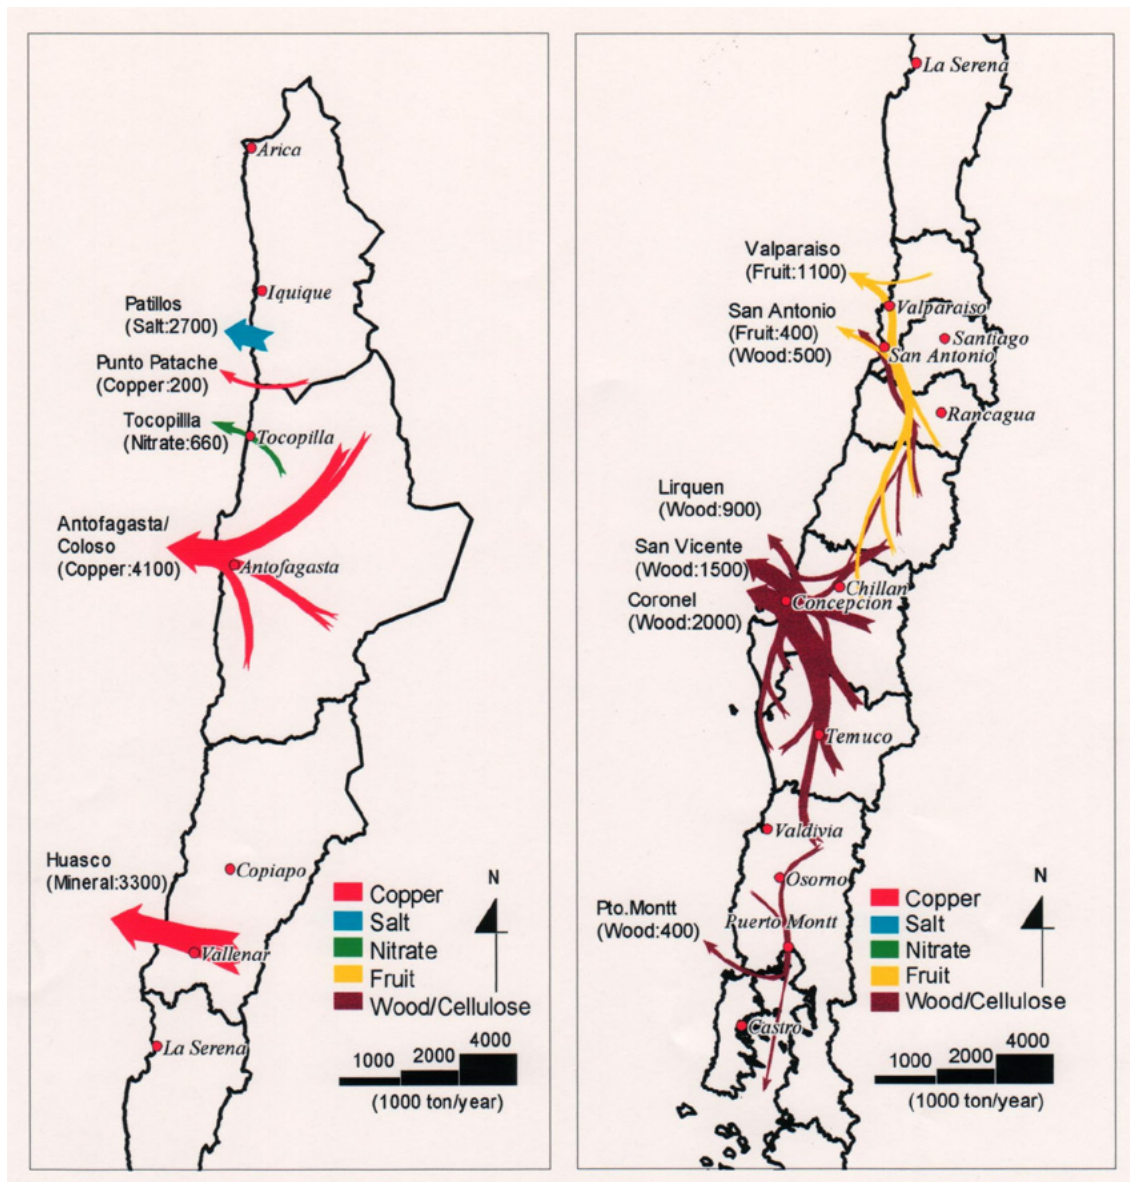 Arica
Iquique
Patillos
(Salt:2700)
Punto Patache
(Copper:200)
Tocopillla
(Nitrate:660)
Tocopilla
Antofagasta/
Coloso
(Copper:4100)
Antofagasta
Huasco
(Mineral:3300)
Copiapo
Vallenar
La Serena
N
Copper
Salt
Nitrate
Fruit
Wood/Cellulose
1000 2000 4000
(1000 ton/year)
La Serena
Valparaiso
(Fruit:1100)
San Antonio
(Fruit:400)
(Wood:500)
Valparaiso
Santiago
San Antonio
Rancagua
Lirquen
(Wood:900)
San Vicente
(Wood:1500)
Coronel
(Wood:2000)
Chillan
Concepcion
Temuco
Valdivia
Osorno
Pto.Montt
(Wood:400)
Puerto Montt
Castro
N
Copper
Salt
Nitrate
Fruit
Wood/Cellulose
1000 2000 4000
(1000 ton/year)